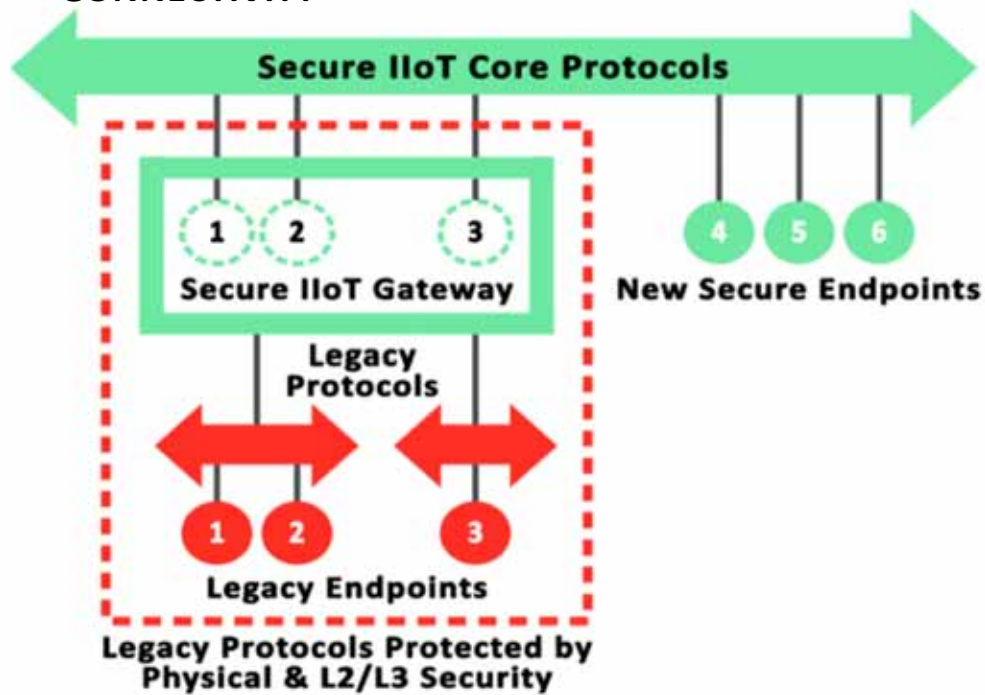 Secure IIoT Core Protocols
1 2 3
4 5 6
Secure IIoT Gateway
New Secure Endpoints
Legacy
Protocols
1 2 3
Legacy Endpoints
Legacy Protocols Protected by
Physical & L2/L3 Security